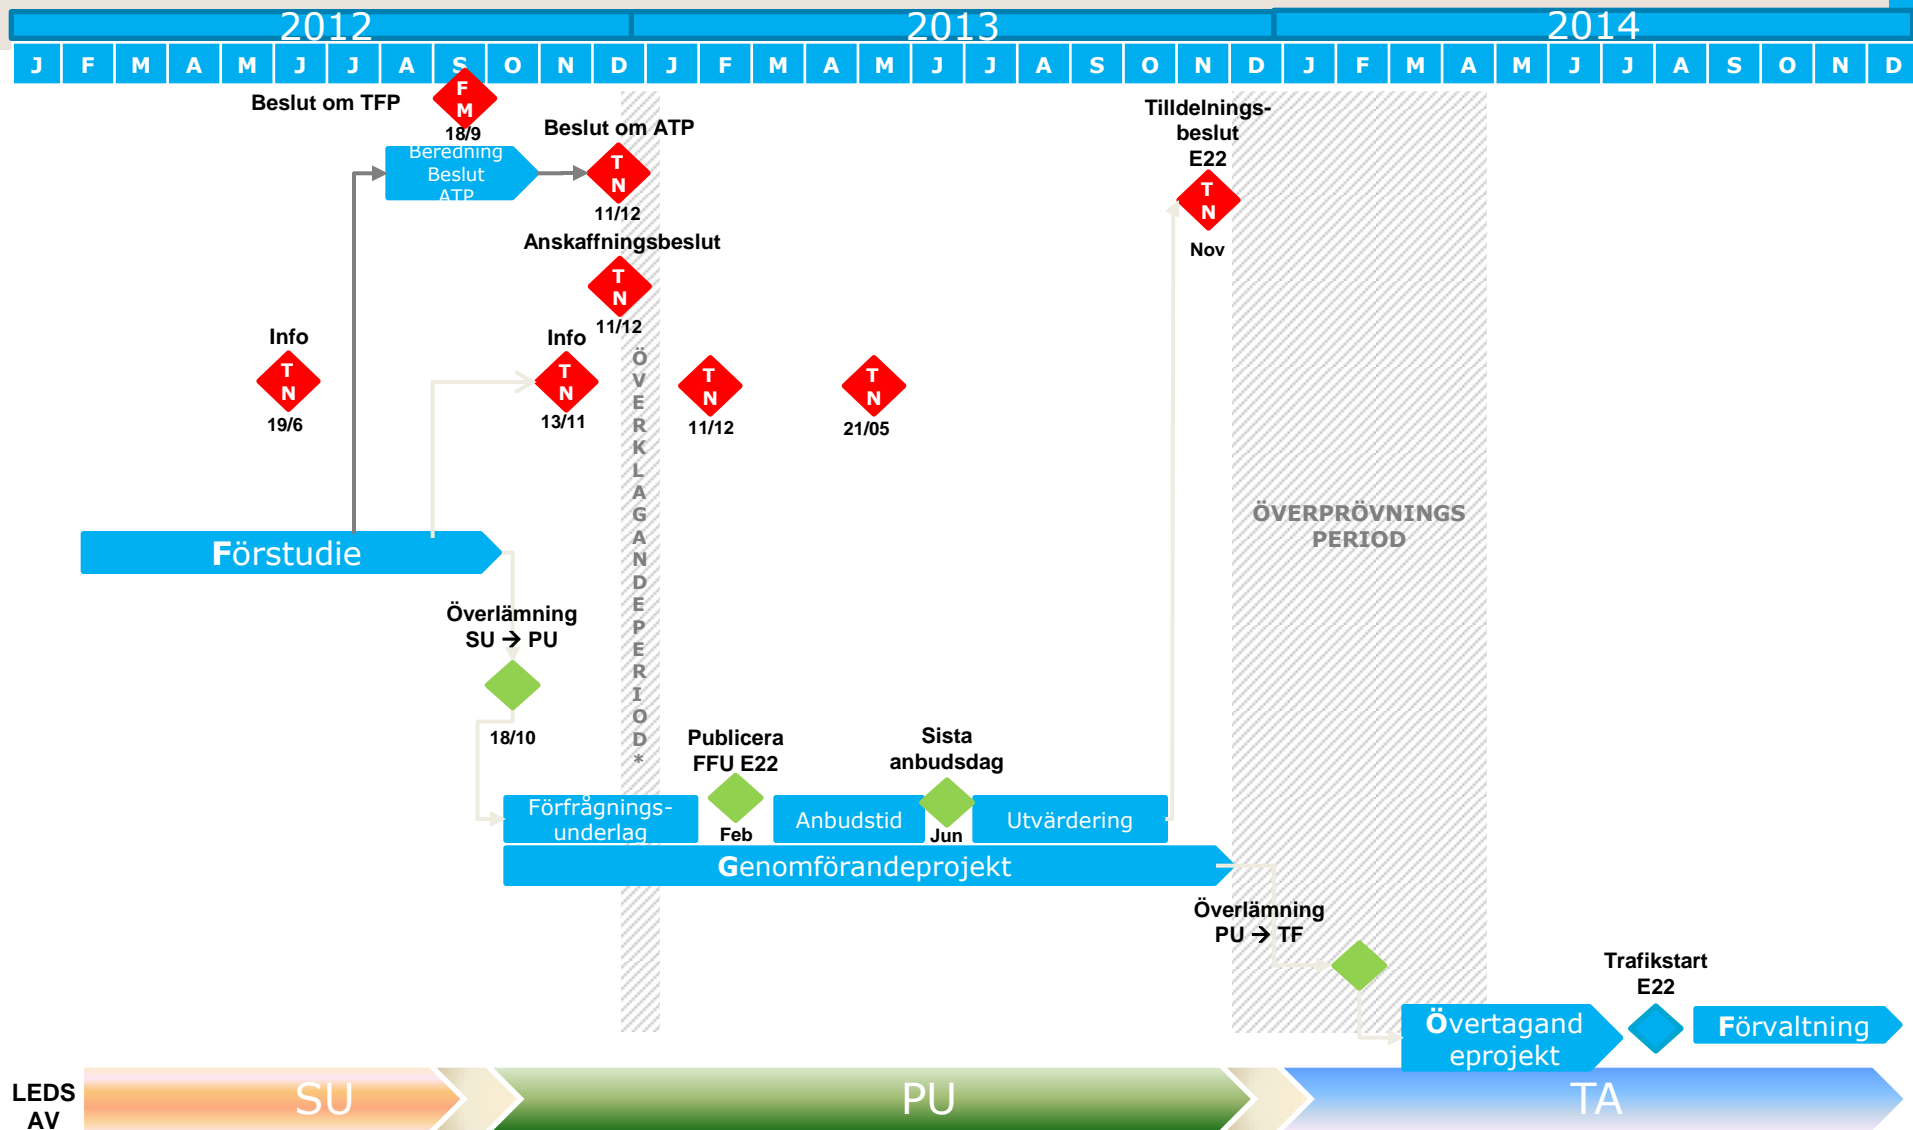 2012 2013 2014
J F M A M J J A S O N D J F M A M J J A S O N D J F M A M J J A S O N D
Beslut om TFP
F
M
18/9
Beredning
Beslut
ATP
Beslut om ATP
T
N
11/12
Anskaffningsbeslut
T
N
11/12
Tilldelnings-
beslut
E22
T
N
Nov
Info
T
N
19/6
Info
T
N
13/11
T
N
11/12
T
N
21/05
Ö
V
E
R
K
L
A
G
A
N
D
E
P
E
R
I
O
D
*
ÖVERPRÖVNINGS
PERIOD
Förstudie
Överlämning
SU → PU
18/10
Publicera
FFU E22
Feb
Sista
anbudsdag
Jun
Förfrågnings-
underlag
Anbudstid
Utvärdering
Genomförandeprojekt
Överlämning
PU → TF
Trafikstart
E22
Övertagand
eprojekt
Förvaltning
LEDS
AV
SU
PU
TA